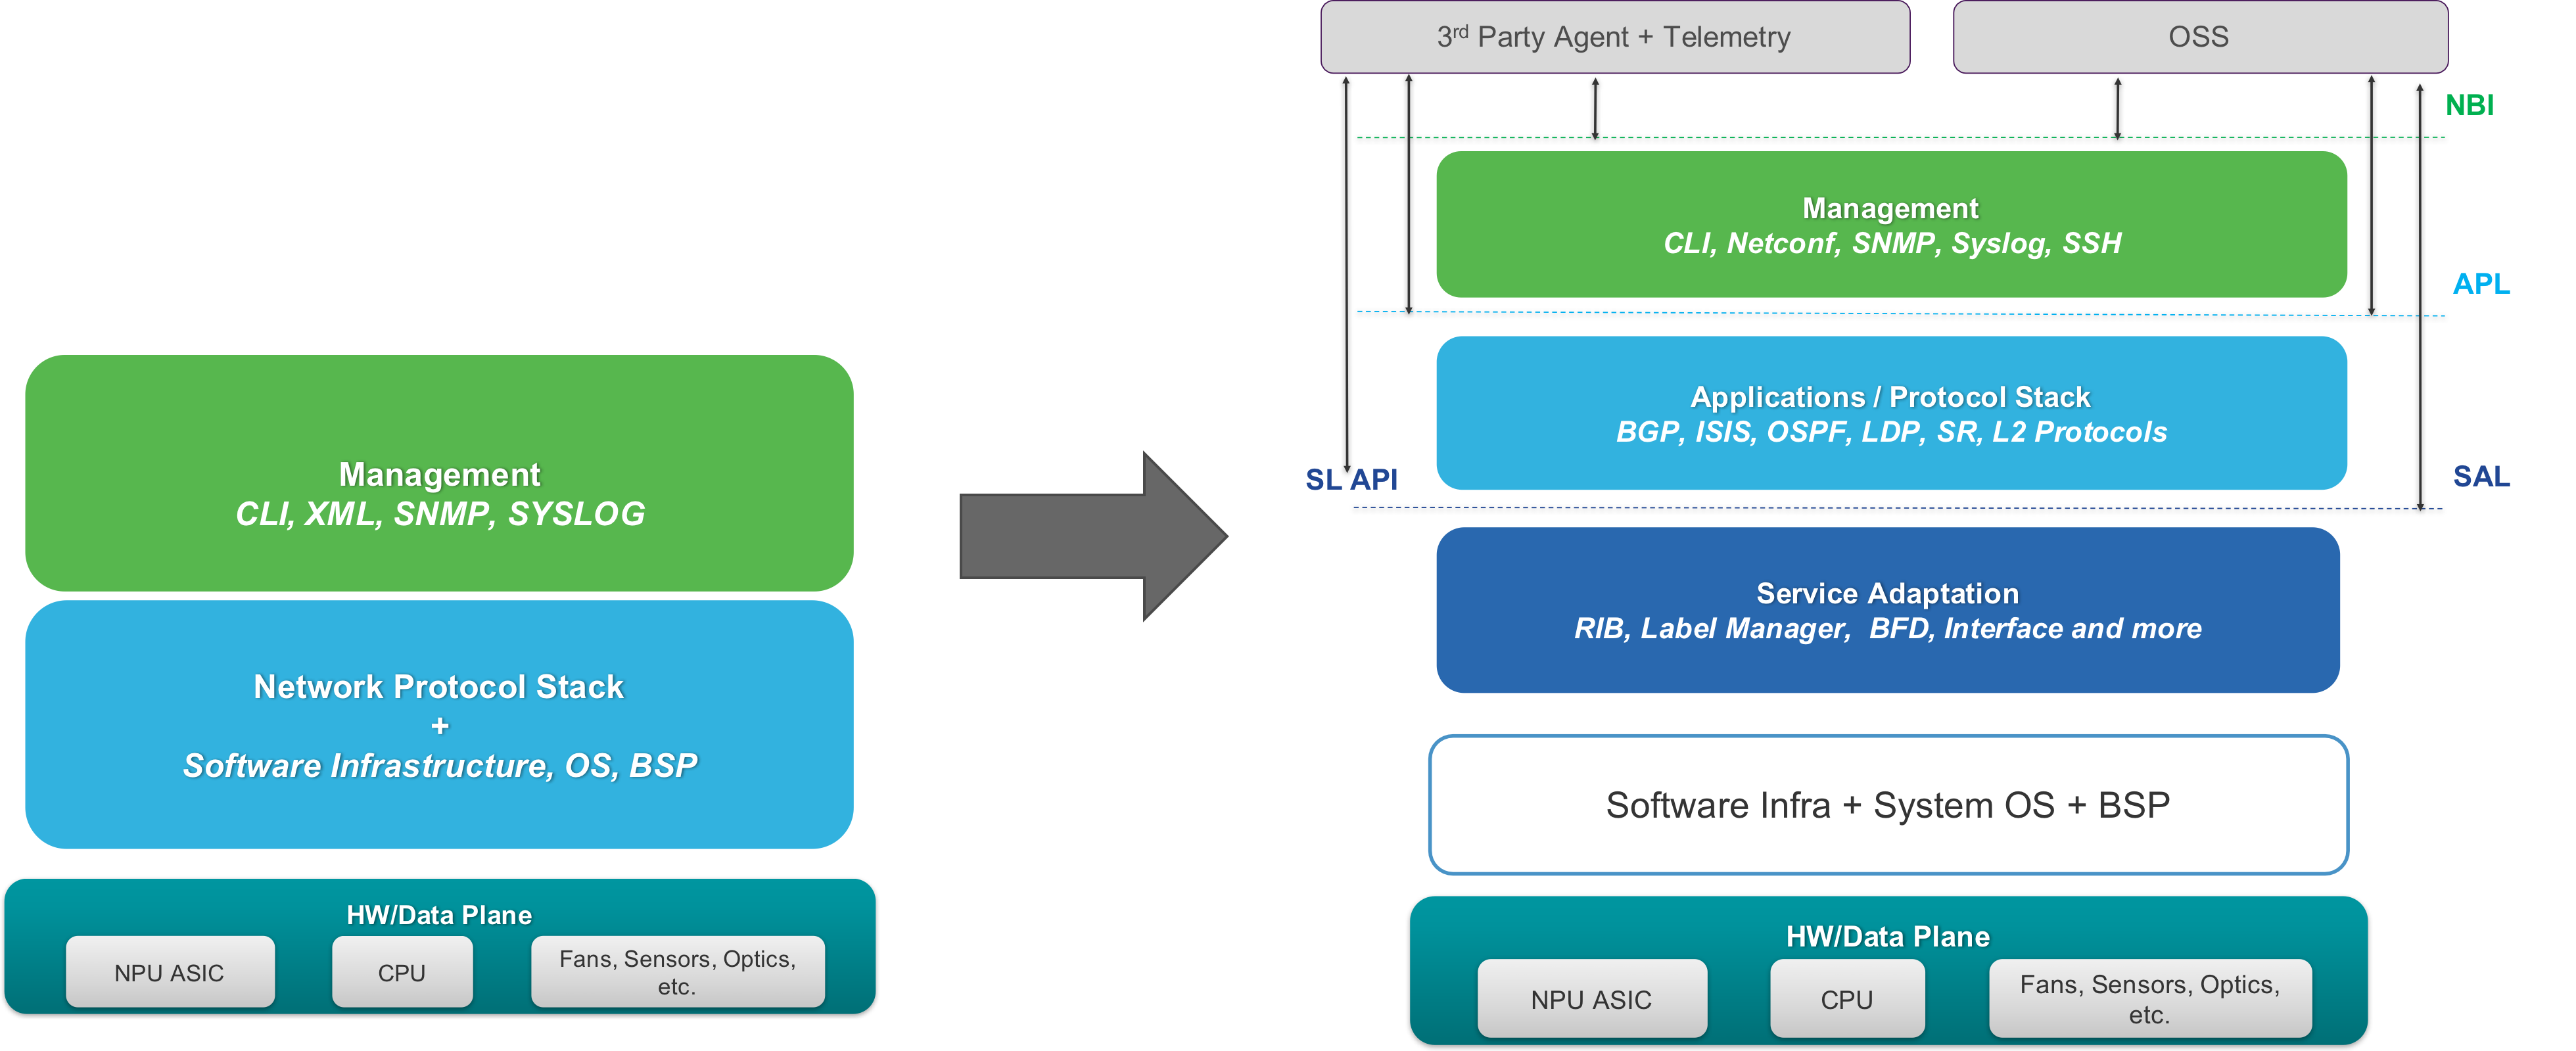 Management
CLI, XML, SNMP, SYSLOG
Network Protocol Stack
+
Software Infrastructure, OS, BSP
HW/Data Plane
NPU ASIC
CPU
Fans, Sensors, Optics,
etc.
3rd Party Agent + Telemetry
OSS
NBI
Management
CLI, Netconf, SNMP, Syslog, SSH
APL
Applications / Protocol Stack
BGP, ISIS, OSPF, LDP, SR, L2 Protocols
SL API
SAL
Service Adaptation
RIB, Label Manager,  BFD, Interface and more
Software Infra + System OS + BSP
HW/Data Plane
NPU ASIC
CPU
Fans, Sensors, Optics,
etc.